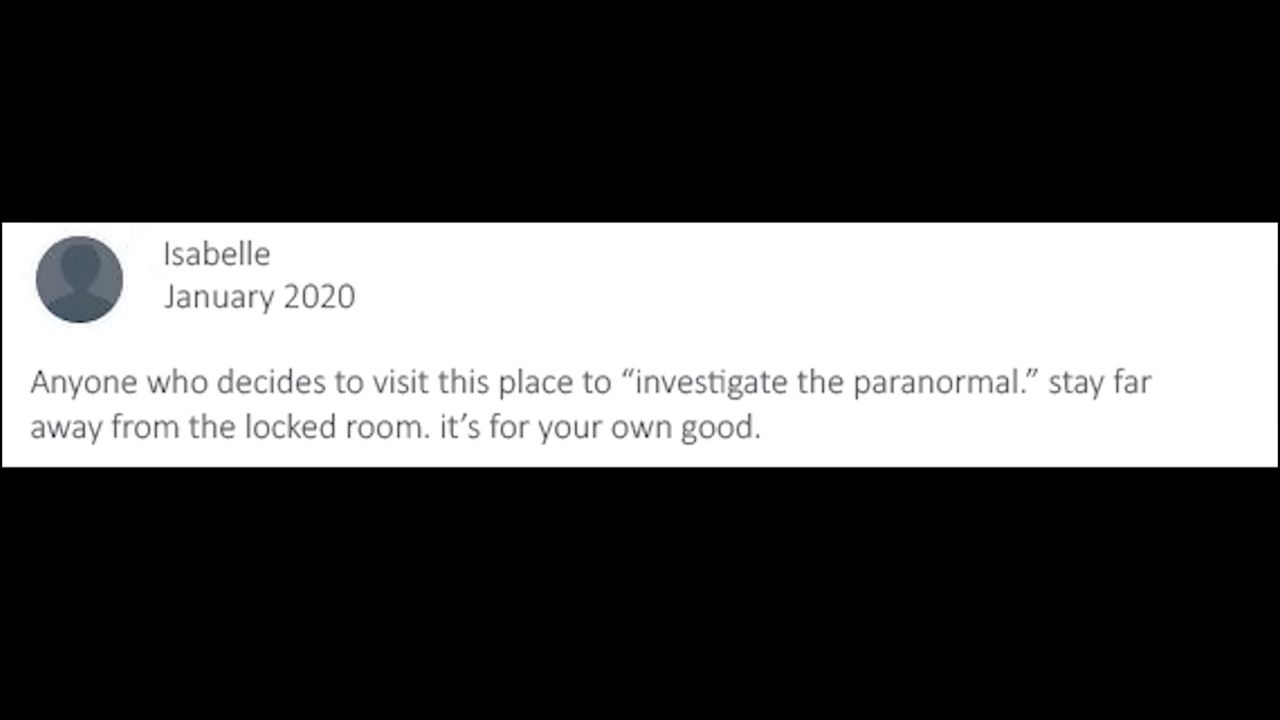 Isabelle
January 2020
Anyone who decides to visit this place to “investigate the paranormal.” stay far
away from the locked room. it’s for your own good.